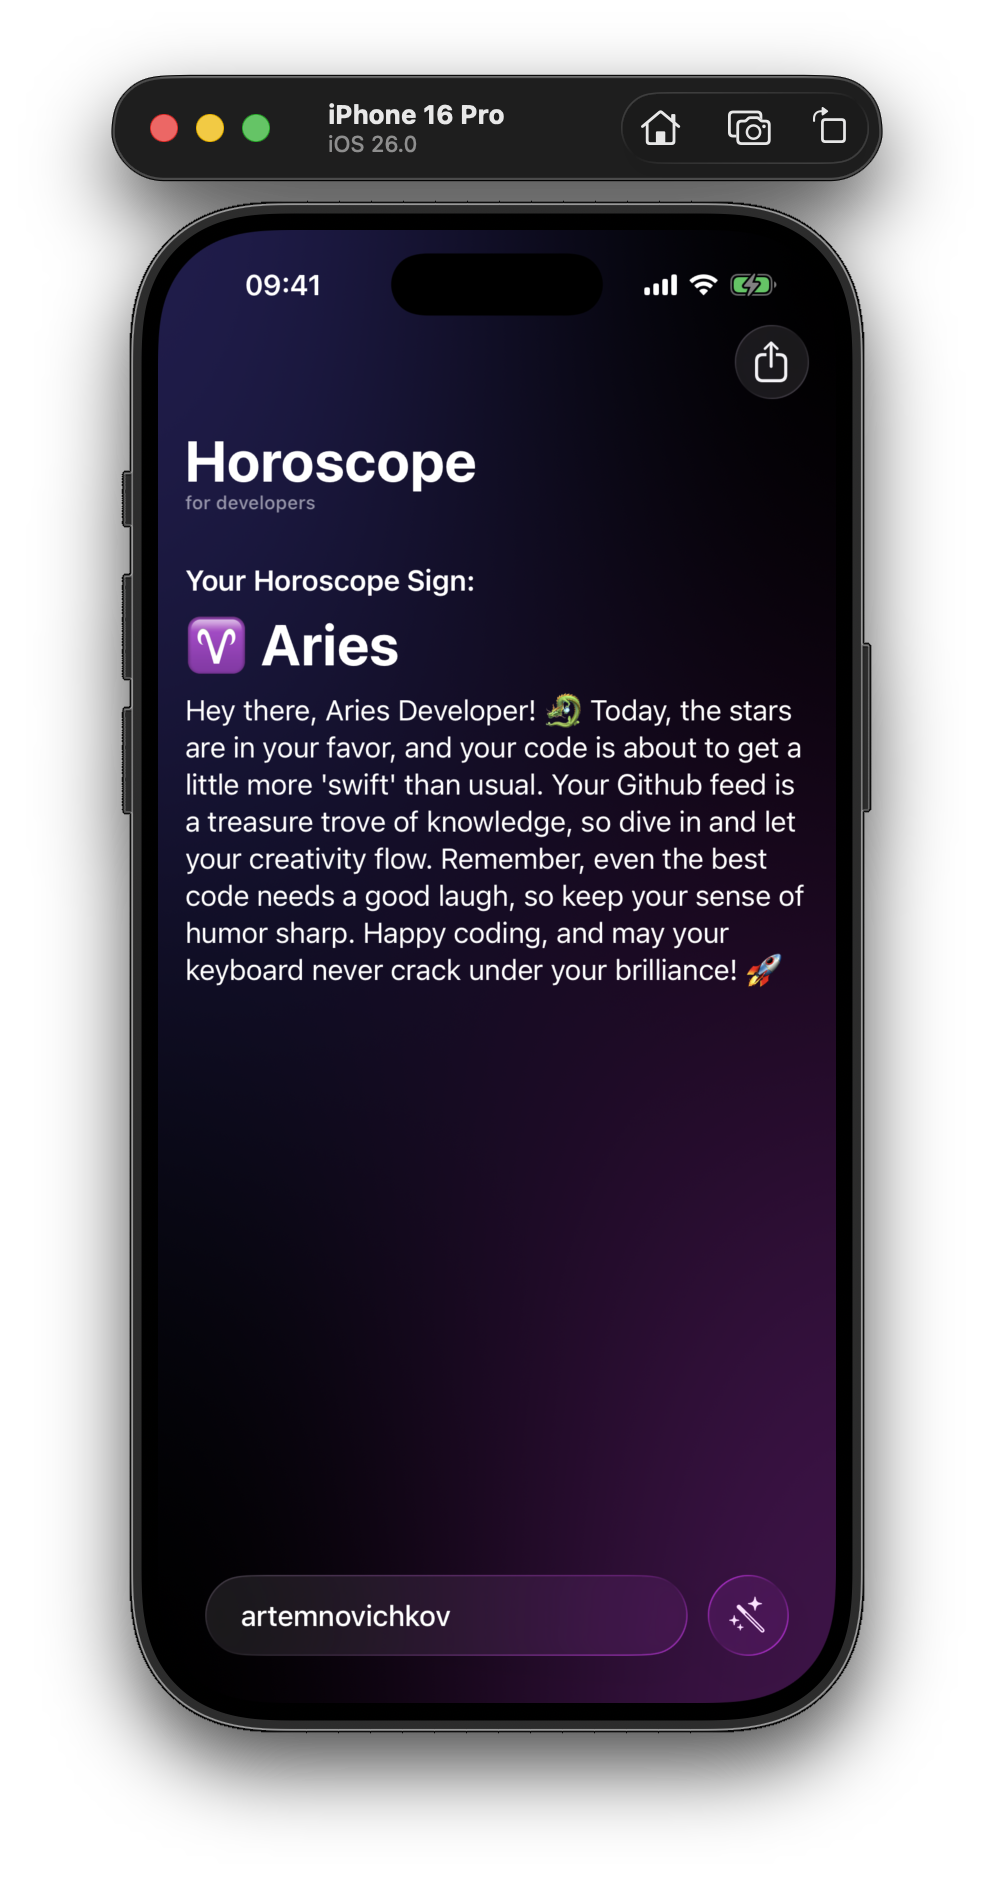 iPhone 16 Pro
iOS 26.0
09:41
Horoscope
for developers
Your Horoscope Sign:
♈ Aries
Hey there, Aries Developer! 🐉 Today, the stars
are in your favor, and your code is about to get a
little more 'swift' than usual. Your Github feed is
a treasure trove of knowledge, so dive in and let
your creativity flow. Remember, even the best
code needs a good laugh, so keep your sense of
humor sharp. Happy coding, and may your
keyboard never crack under your brilliance! 🚀
artemnovichkov